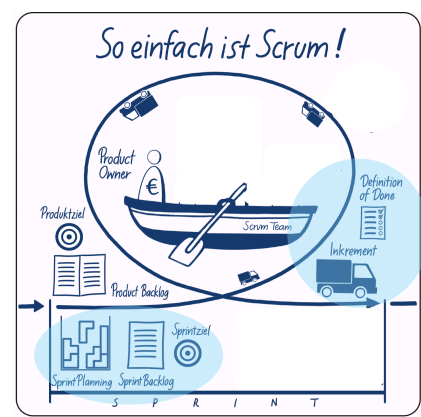 So einfach ist Scrum!
Product
Owner
€
Scrum Team
Definition
of Done
Inkrement
Produktziel
Product Backlog
Sprintziel
Sprint Planning
Sprint Backlog
S P R I N T